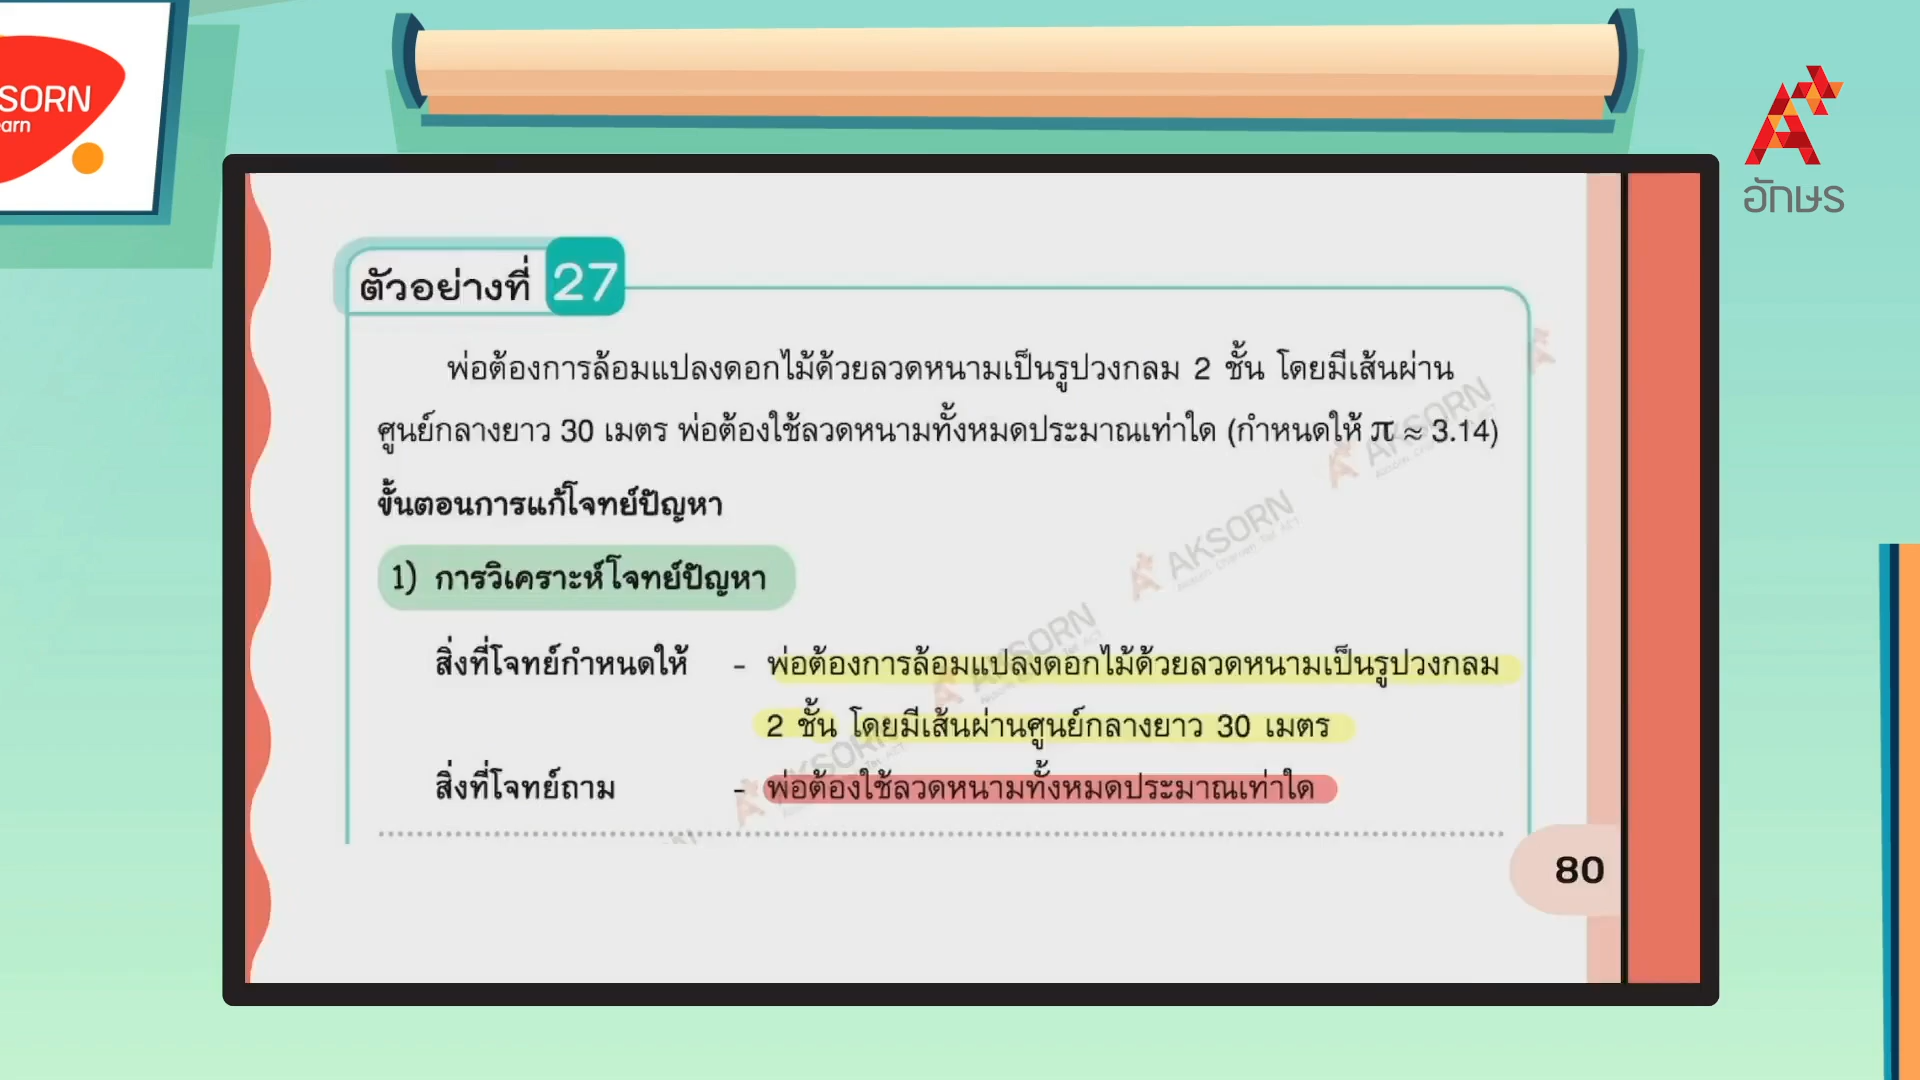 SORN
arn
อักษร
ตัวอย่างที่ 27
พ่อต้องการล้อมแปลงดอกไม้ด้วยลวดหนามเป็นรูปวงกลม 2 ชั้น โดยมีเส้นผ่าน
ศูนย์กลางยาว 30 เมตร พ่อต้องใช้ลวดหนามทั้งหมดประมาณเท่าใด (กำหนดให้ π ≈ 3.14)
ขั้นตอนการแก้โจทย์ปัญหา
1) การวิเคราะห์โจทย์ปัญหา
สิ่งที่โจทย์กำหนดให้ - พ่อต้องการล้อมแปลงดอกไม้ด้วยลวดหนามเป็นรูปวงกลม
2 ชั้น โดยมีเส้นผ่านศูนย์กลางยาว 30 เมตร
สิ่งที่โจทย์ถาม - พ่อต้องใช้ลวดหนามทั้งหมดประมาณเท่าใด
80
AKSORN
AKSORN
AKSORN